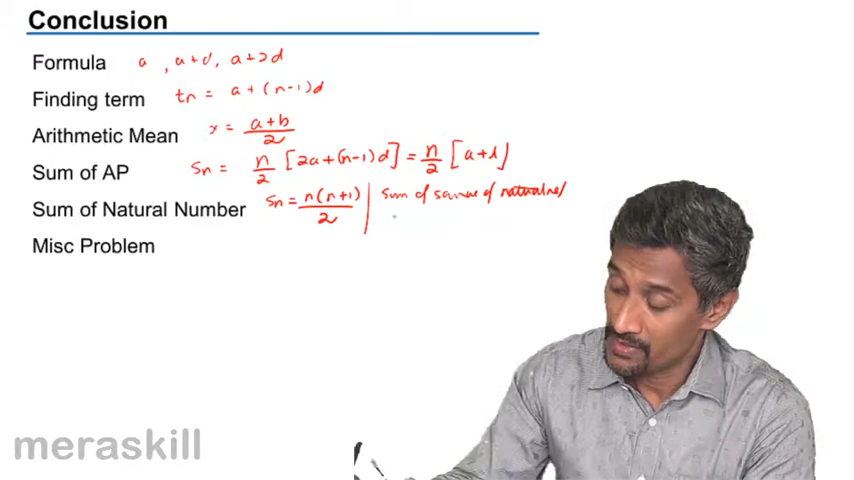 Conclusion
Formula a, a+d, a+2d
Finding term tn = a+(n-1)d
Arithmetic Mean x = a+b/2
Sum of AP Sn = n/2 [2a+(n-1)d] = n/2 [a+l]
Sum of Natural Number Sn = n(n+1)/2 | Sum of square of natural no/
Misc Problem
meraskill